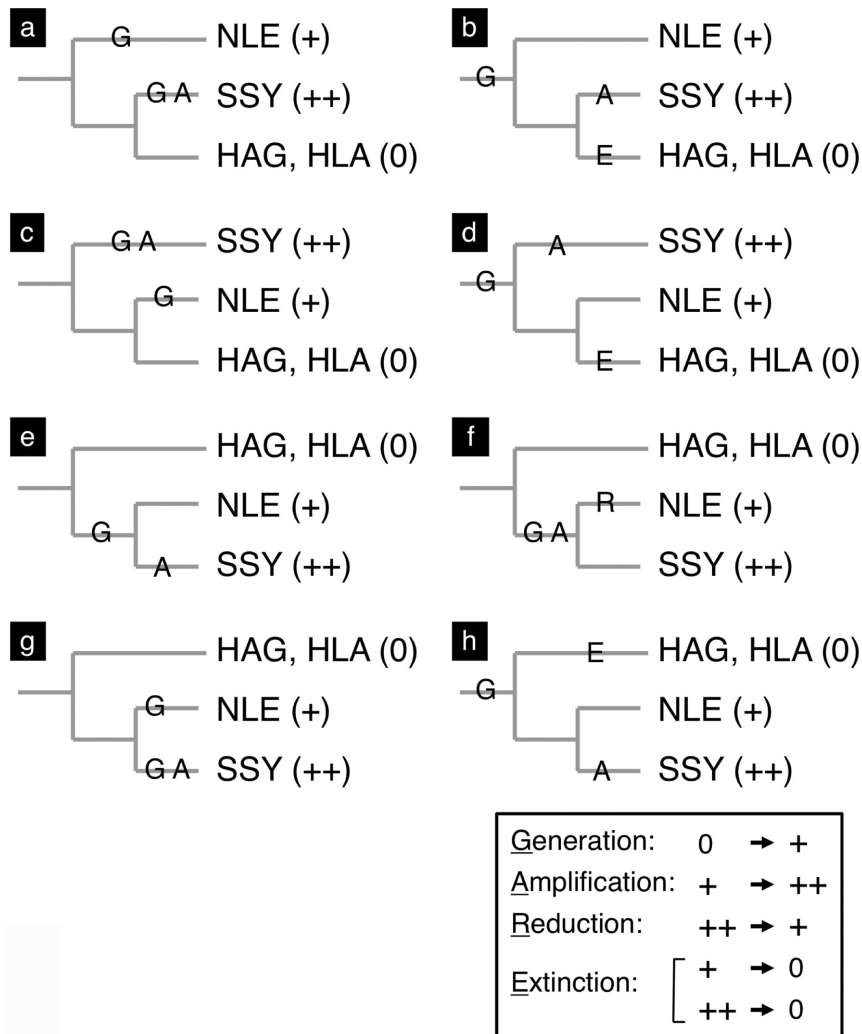 a
G
NLE (+)
G A
SSY (++)
HAG, HLA (0)
b
G
NLE (+)
A
SSY (++)
E
HAG, HLA (0)
c
G A
SSY (++)
G
NLE (+)
HAG, HLA (0)
d
G
A
SSY (++)
NLE (+)
E
HAG, HLA (0)
e
HAG, HLA (0)
G
NLE (+)
A
SSY (++)
f
HAG, HLA (0)
G A
R
NLE (+)
SSY (++)
g
HAG, HLA (0)
G
NLE (+)
G A
SSY (++)
h
G
E
HAG, HLA (0)
NLE (+)
A
SSY (++)
Generation: 0 → +
Amplification: + → ++
Reduction: ++ → +
Extinction: + → 0
++ → 0